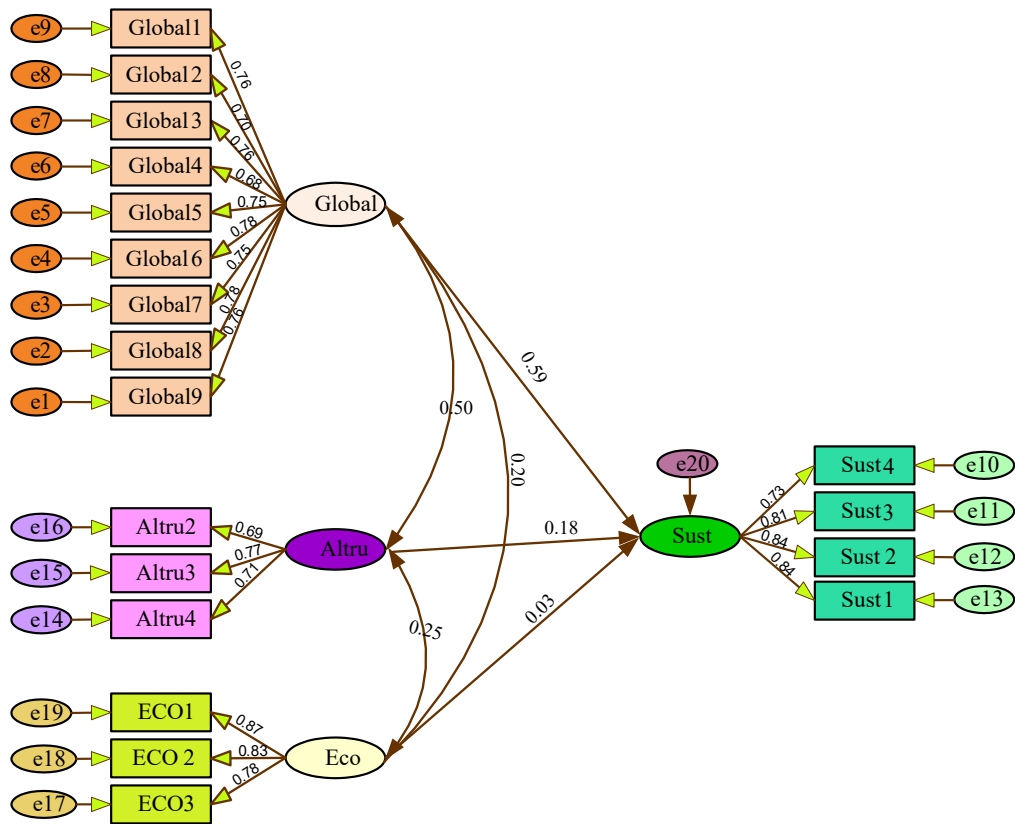 e9 Global1
e8 Global2
e7 Global3
e6 Global4
e5 Global5
e4 Global6
e3 Global7
e2 Global8
e1 Global9
0.76
0.70
0.76
0.68
0.75
0.78
0.75
0.78
0.76
Global
0.59
0.50
0.20
e16 Altru2
e15 Altru3
e14 Altru4
0.69
0.77
0.71
Altru
0.18
0.25
0.03
e20
Sust
0.73
0.81
0.84
0.84
Sust4 e10
Sust3 e11
Sust 2 e12
Sust1 e13
e19 ECO1
e18 ECO 2
e17 ECO3
0.87
0.83
0.78
Eco